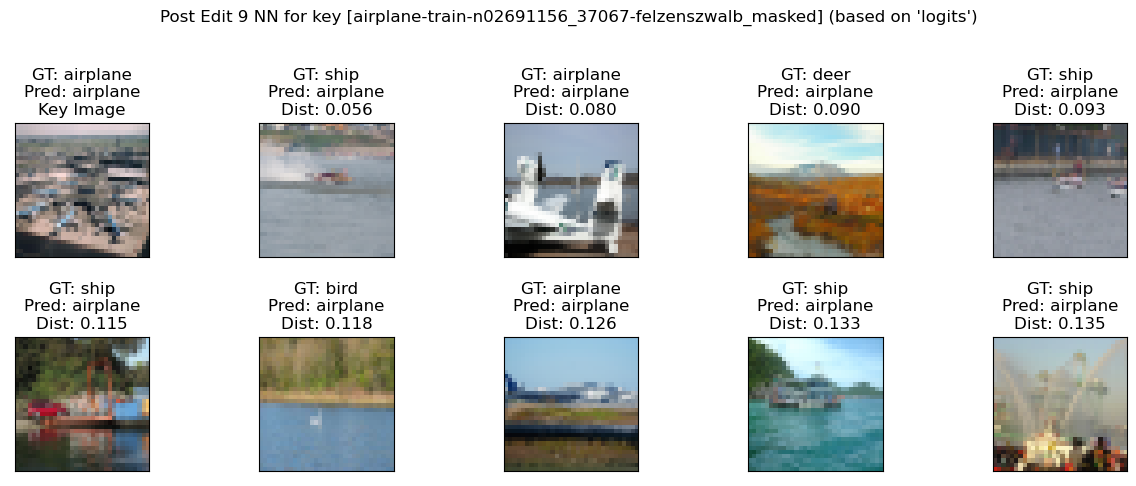 Post Edit 9 NN for key [airplane-train-n02691156_37067-felzenszwalb_masked] (based on 'logits')
GT: airplane
Pred: airplane
Key Image
GT: ship
Pred: airplane
Dist: 0.056
GT: airplane
Pred: airplane
Dist: 0.080
GT: deer
Pred: airplane
Dist: 0.090
GT: ship
Pred: airplane
Dist: 0.093
GT: ship
Pred: airplane
Dist: 0.115
GT: bird
Pred: airplane
Dist: 0.118
GT: airplane
Pred: airplane
Dist: 0.126
GT: ship
Pred: airplane
Dist: 0.133
GT: ship
Pred: airplane
Dist: 0.135